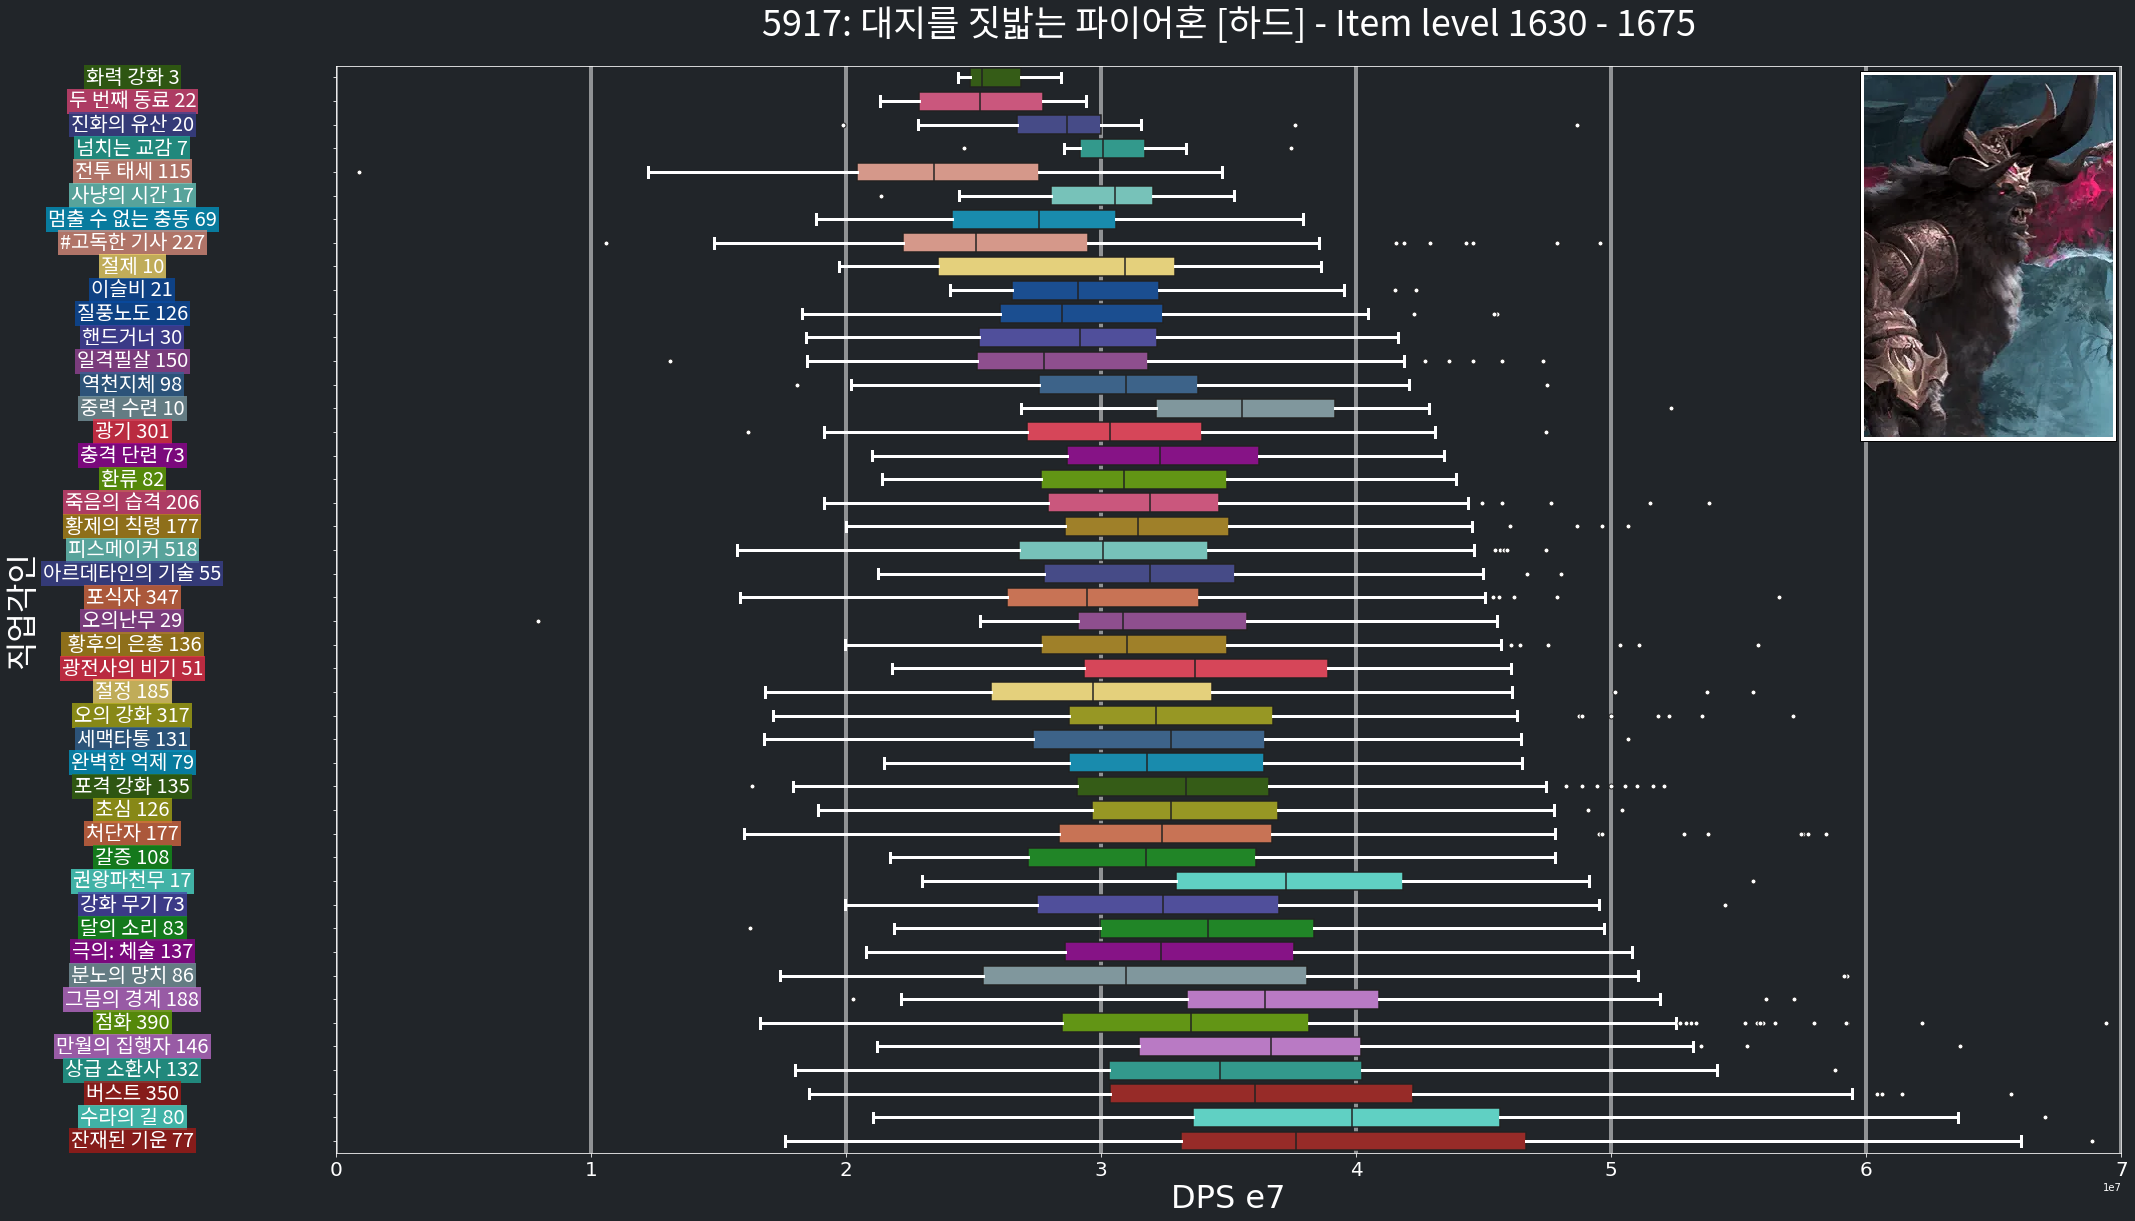 5917: 대지를 짓밟는 파이어혼 [하드] - Item level 1630 - 1675
화력 강화 3
두 번째 동료 22
진화의 유산 20
넘치는 교감 7
전투 태세 115
사냥의 시간 17
멈출 수 없는 충동 69
#고독한 기사 227
절제 10
이슬비 21
질풍노도 126
핸드거너 30
일격필살 150
역천지체 98
중력 수련 10
광기 301
충격 단련 73
환류 82
죽음의 습격 206
황제의 칙령 177
피스메이커 518
아르데타인의 기술 55
포식자 347
오의난무 29
황후의 은총 136
광전사의 비기 51
절정 185
오의 강화 317
세맥타통 131
완벽한 억제 79
포격 강화 135
초심 126
처단자 177
갈증 108
권왕파천무 17
강화 무기 73
달의 소리 83
극의: 체술 137
분노의 망치 86
그믐의 경계 188
점화 390
만월의 집행자 146
상급 소환사 132
버스트 350
수라의 길 80
잔재된 기운 77
직업각인
0 1 2 3 4 5 6 7
1e7
DPS e7